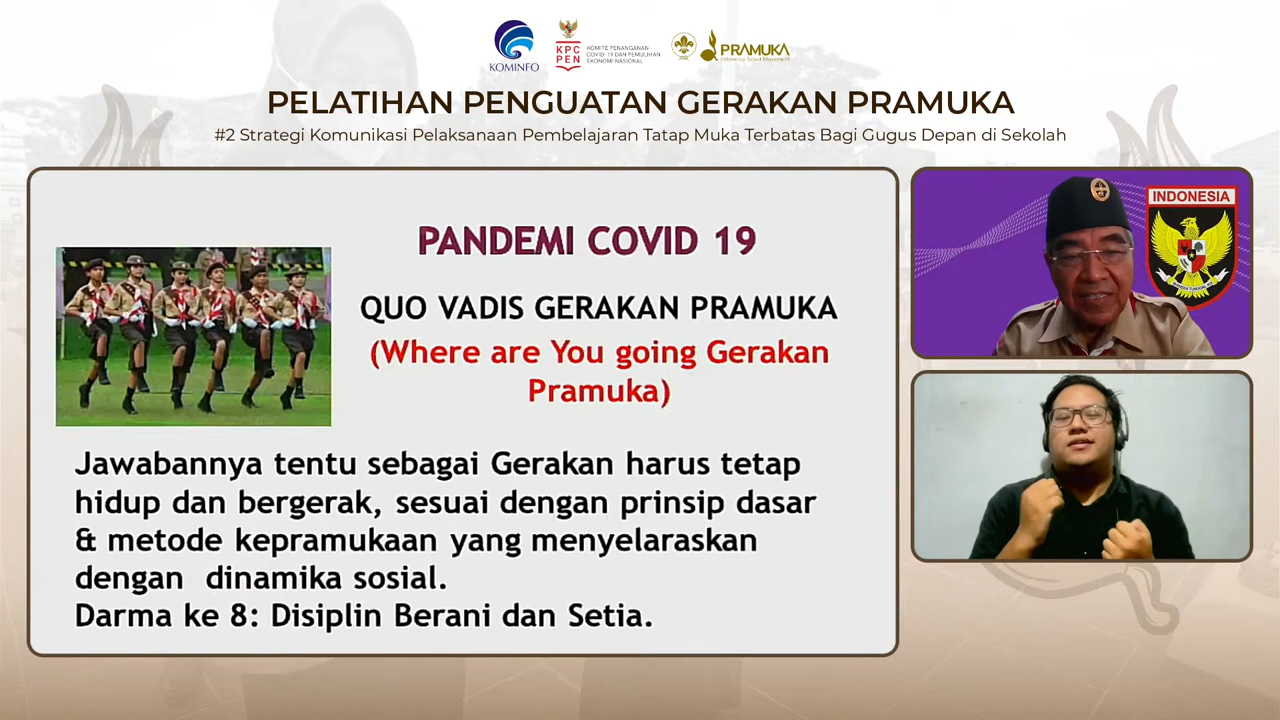 KOMINFO
KPC
PEN
KOMITE PENANGANAN
COVID-19 DAN PEMULIHAN
EKONOMI NASIONAL
PRAMUKA
Indonesia Scout Movement
PELATIHAN PENGUATAN GERAKAN PRAMUKA
#2 Strategi Komunikasi Pelaksanaan Pembelajaran Tatap Muka Terbatas Bagi Gugus Depan di Sekolah
PANDEMI COVID 19
QUO VADIS GERAKAN PRAMUKA
(Where are You going Gerakan
Pramuka)
Jawabannya tentu sebagai Gerakan harus tetap
hidup dan bergerak, sesuai dengan prinsip dasar
& metode kepramukaan yang menyelaraskan
dengan  dinamika sosial.
Darma ke 8: Disiplin Berani dan Setia.
INDONESIA